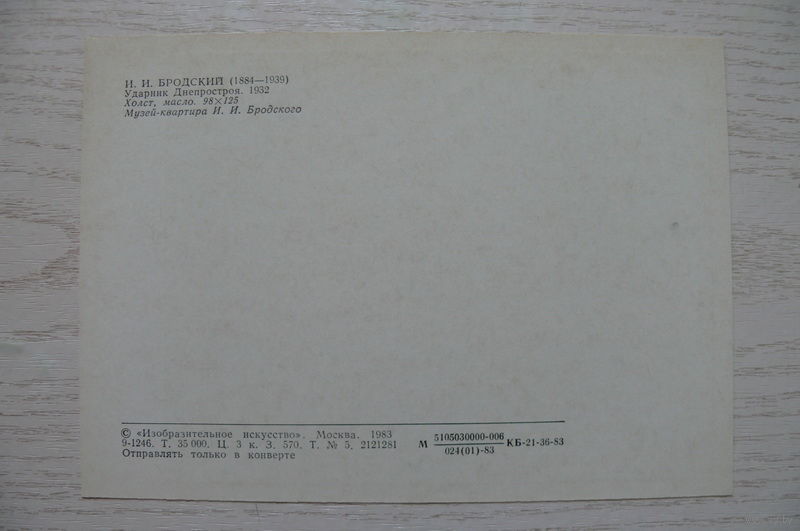 И. И. БРОДСКИЙ (1884—1939)
Ударник Днепростроя. 1932
Холст, масло. 98×125
Музей-квартира И. И. Бродского
© «Изобразительное искусство». Москва. 1983
9-1246. Т. 35 000. Ц. 3 к. З. 570. Т. № 5. 2121281
Отправлять только в конверте
М 5105030000-006 КБ-21-36-83
024(01)-83